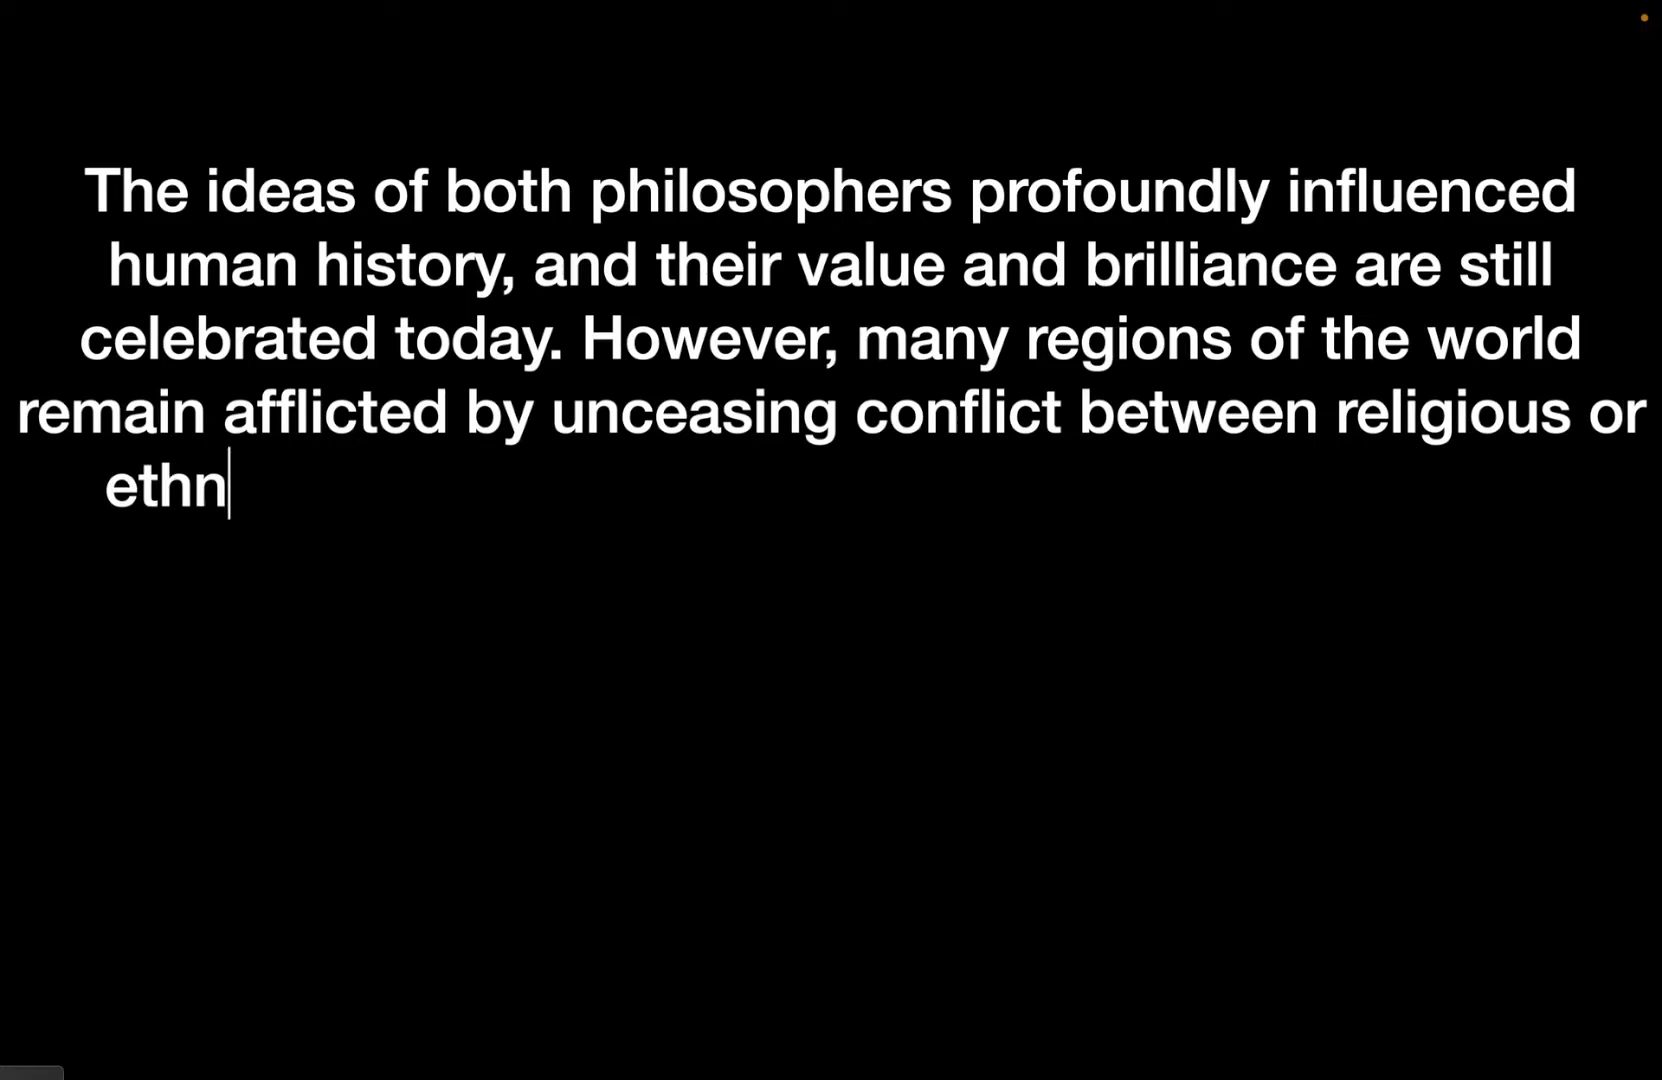 The ideas of both philosophers profoundly influenced
human history, and their value and brilliance are still
celebrated today. However, many regions of the world
remain afflicted by unceasing conflict between religious or
ethn